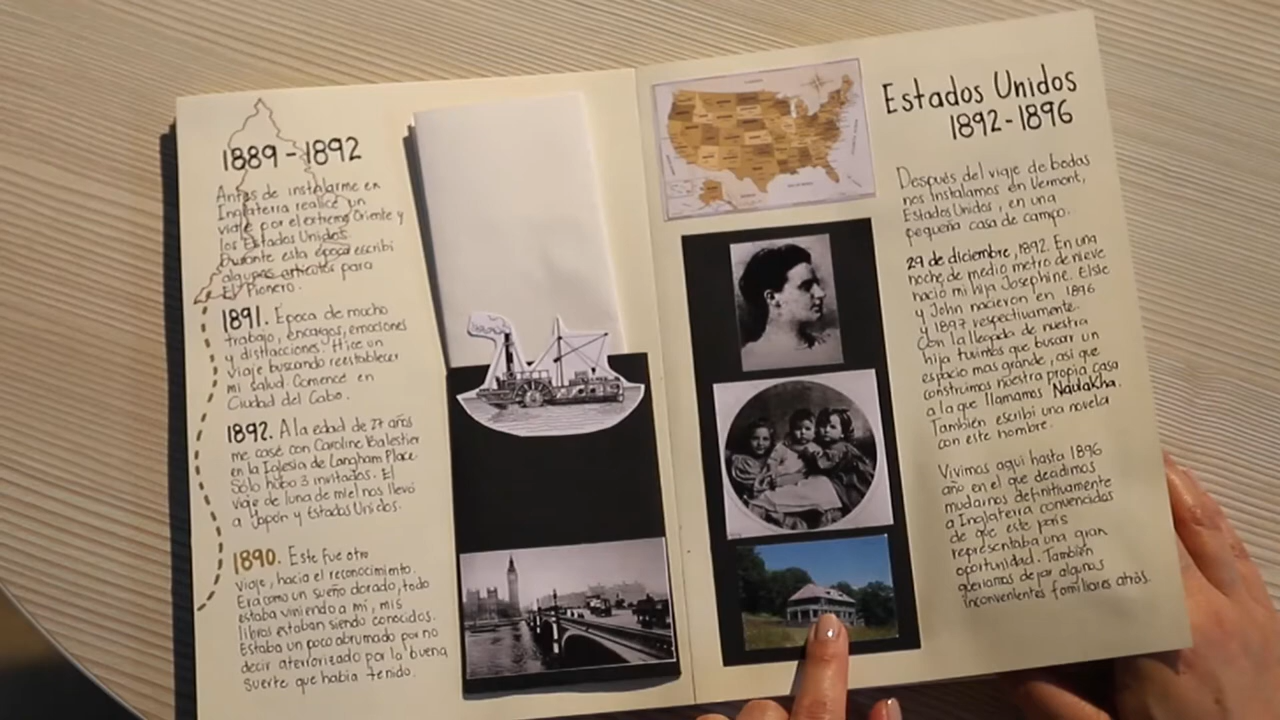 1889-1892
Antes de instalarme en
Inglaterra realicé un
viaje por el extremo Oriente y
los Estados Unidos.
Durante esta época escribí
algunos artículos para
El Pionero.
1891. Época de mucho
trabajo, encargos, emociones
y distracciones. Hice un
viaje buscando reestablecer
mi salud. Comencé en
Ciudad del Cabo.
1892. A la edad de 27 años
me casé con Caroline Balestier
en la Iglesia de Langham Place.
Sólo hubo 3 invitados. El
viaje de luna de miel nos llevó
a Japón y Estados Unidos.
1890. Este fue otro
viaje, hacia el reconocimiento.
Era como un sueño dorado, todo
estaba viniendo a mí, mis
libros estaban siendo conocidos.
Estaba un poco abrumado por no
decir aterrorizado por la buena
suerte que había tenido.
Estados Unidos
1892-1896
Después del viaje de bodas
nos instalamos en Vermont,
Estados Unidos, en una
pequeña casa de campo.
29 de diciembre, 1892. En una
noche de medio metro de nieve
nació mi hija Josephine. Elsie
y John nacieron en 1896
y 1897 respectivamente.
Con la llegada de nuestra
hija tuvimos que buscar un
espacio mas grande, así que
construimos nuestra propia casa
a la que llamamos Naulakha.
También escribí una novela
con este nombre.
Vivimos aquí hasta 1896
año en el que decidimos
mudarnos definitivamente
a Inglaterra convencidos
de que este país
representaba una gran
oportunidad. También
queríamos dejar algunos
inconvenientes familiares atrás.